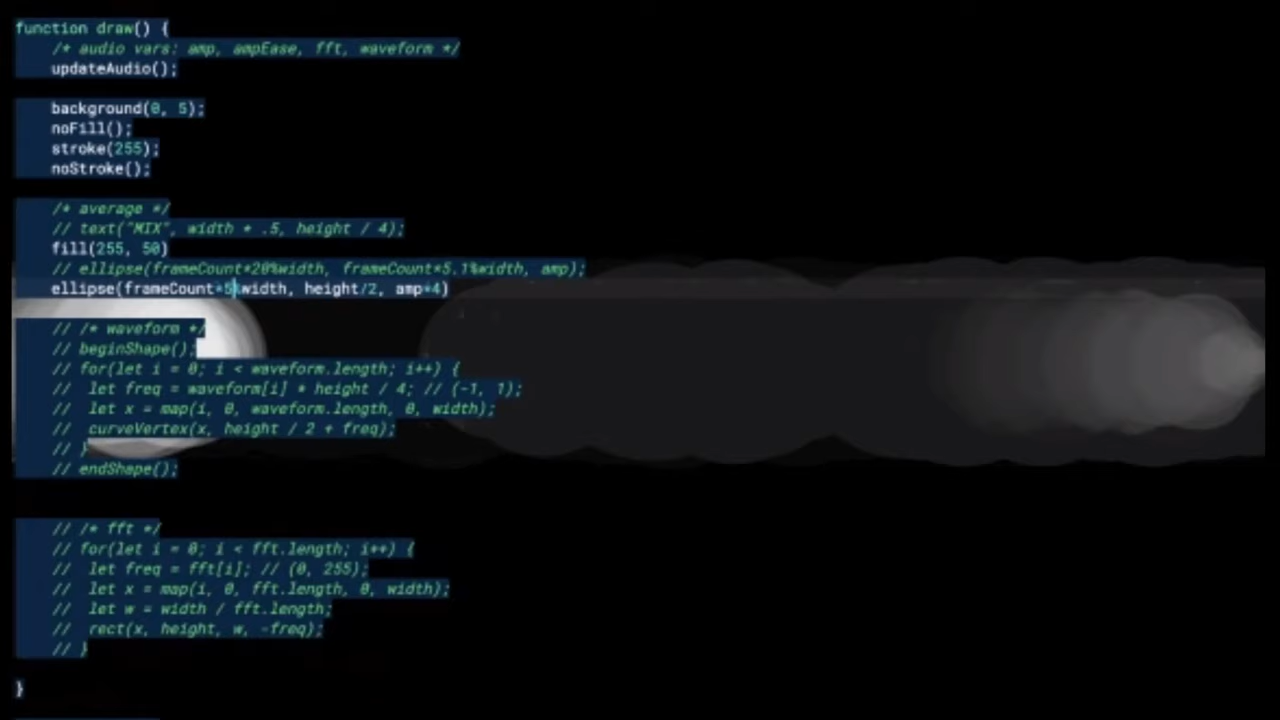 function draw() {
/* audio vars: amp, ampEase, fft, waveform */
updateAudio();
background(0, 5);
noFill();
stroke(255);
noStroke();
/* average */
// text("MIX", width * .5, height / 4);
fill(255, 50)
// ellipse(frameCount*20%width, frameCount*5.1%width, amp);
ellipse(frameCount*5%width, height/2, amp*4)
// /* waveform */
// beginShape();
// for(let i = 0; i < waveform.length; i++) {
// let freq = waveform[i] * height / 4; // (-1, 1);
// let x = map(i, 0, waveform.length, 0, width);
// curveVertex(x, height / 2 + freq);
// }
// endShape();
// /* fft */
// for(let i = 0; i < fft.length; i++) {
// let freq = fft[i]; // (0, 255);
// let x = map(i, 0, fft.length, 0, width);
// let w = width / fft.length;
// rect(x, height, w, -freq);
// }
}